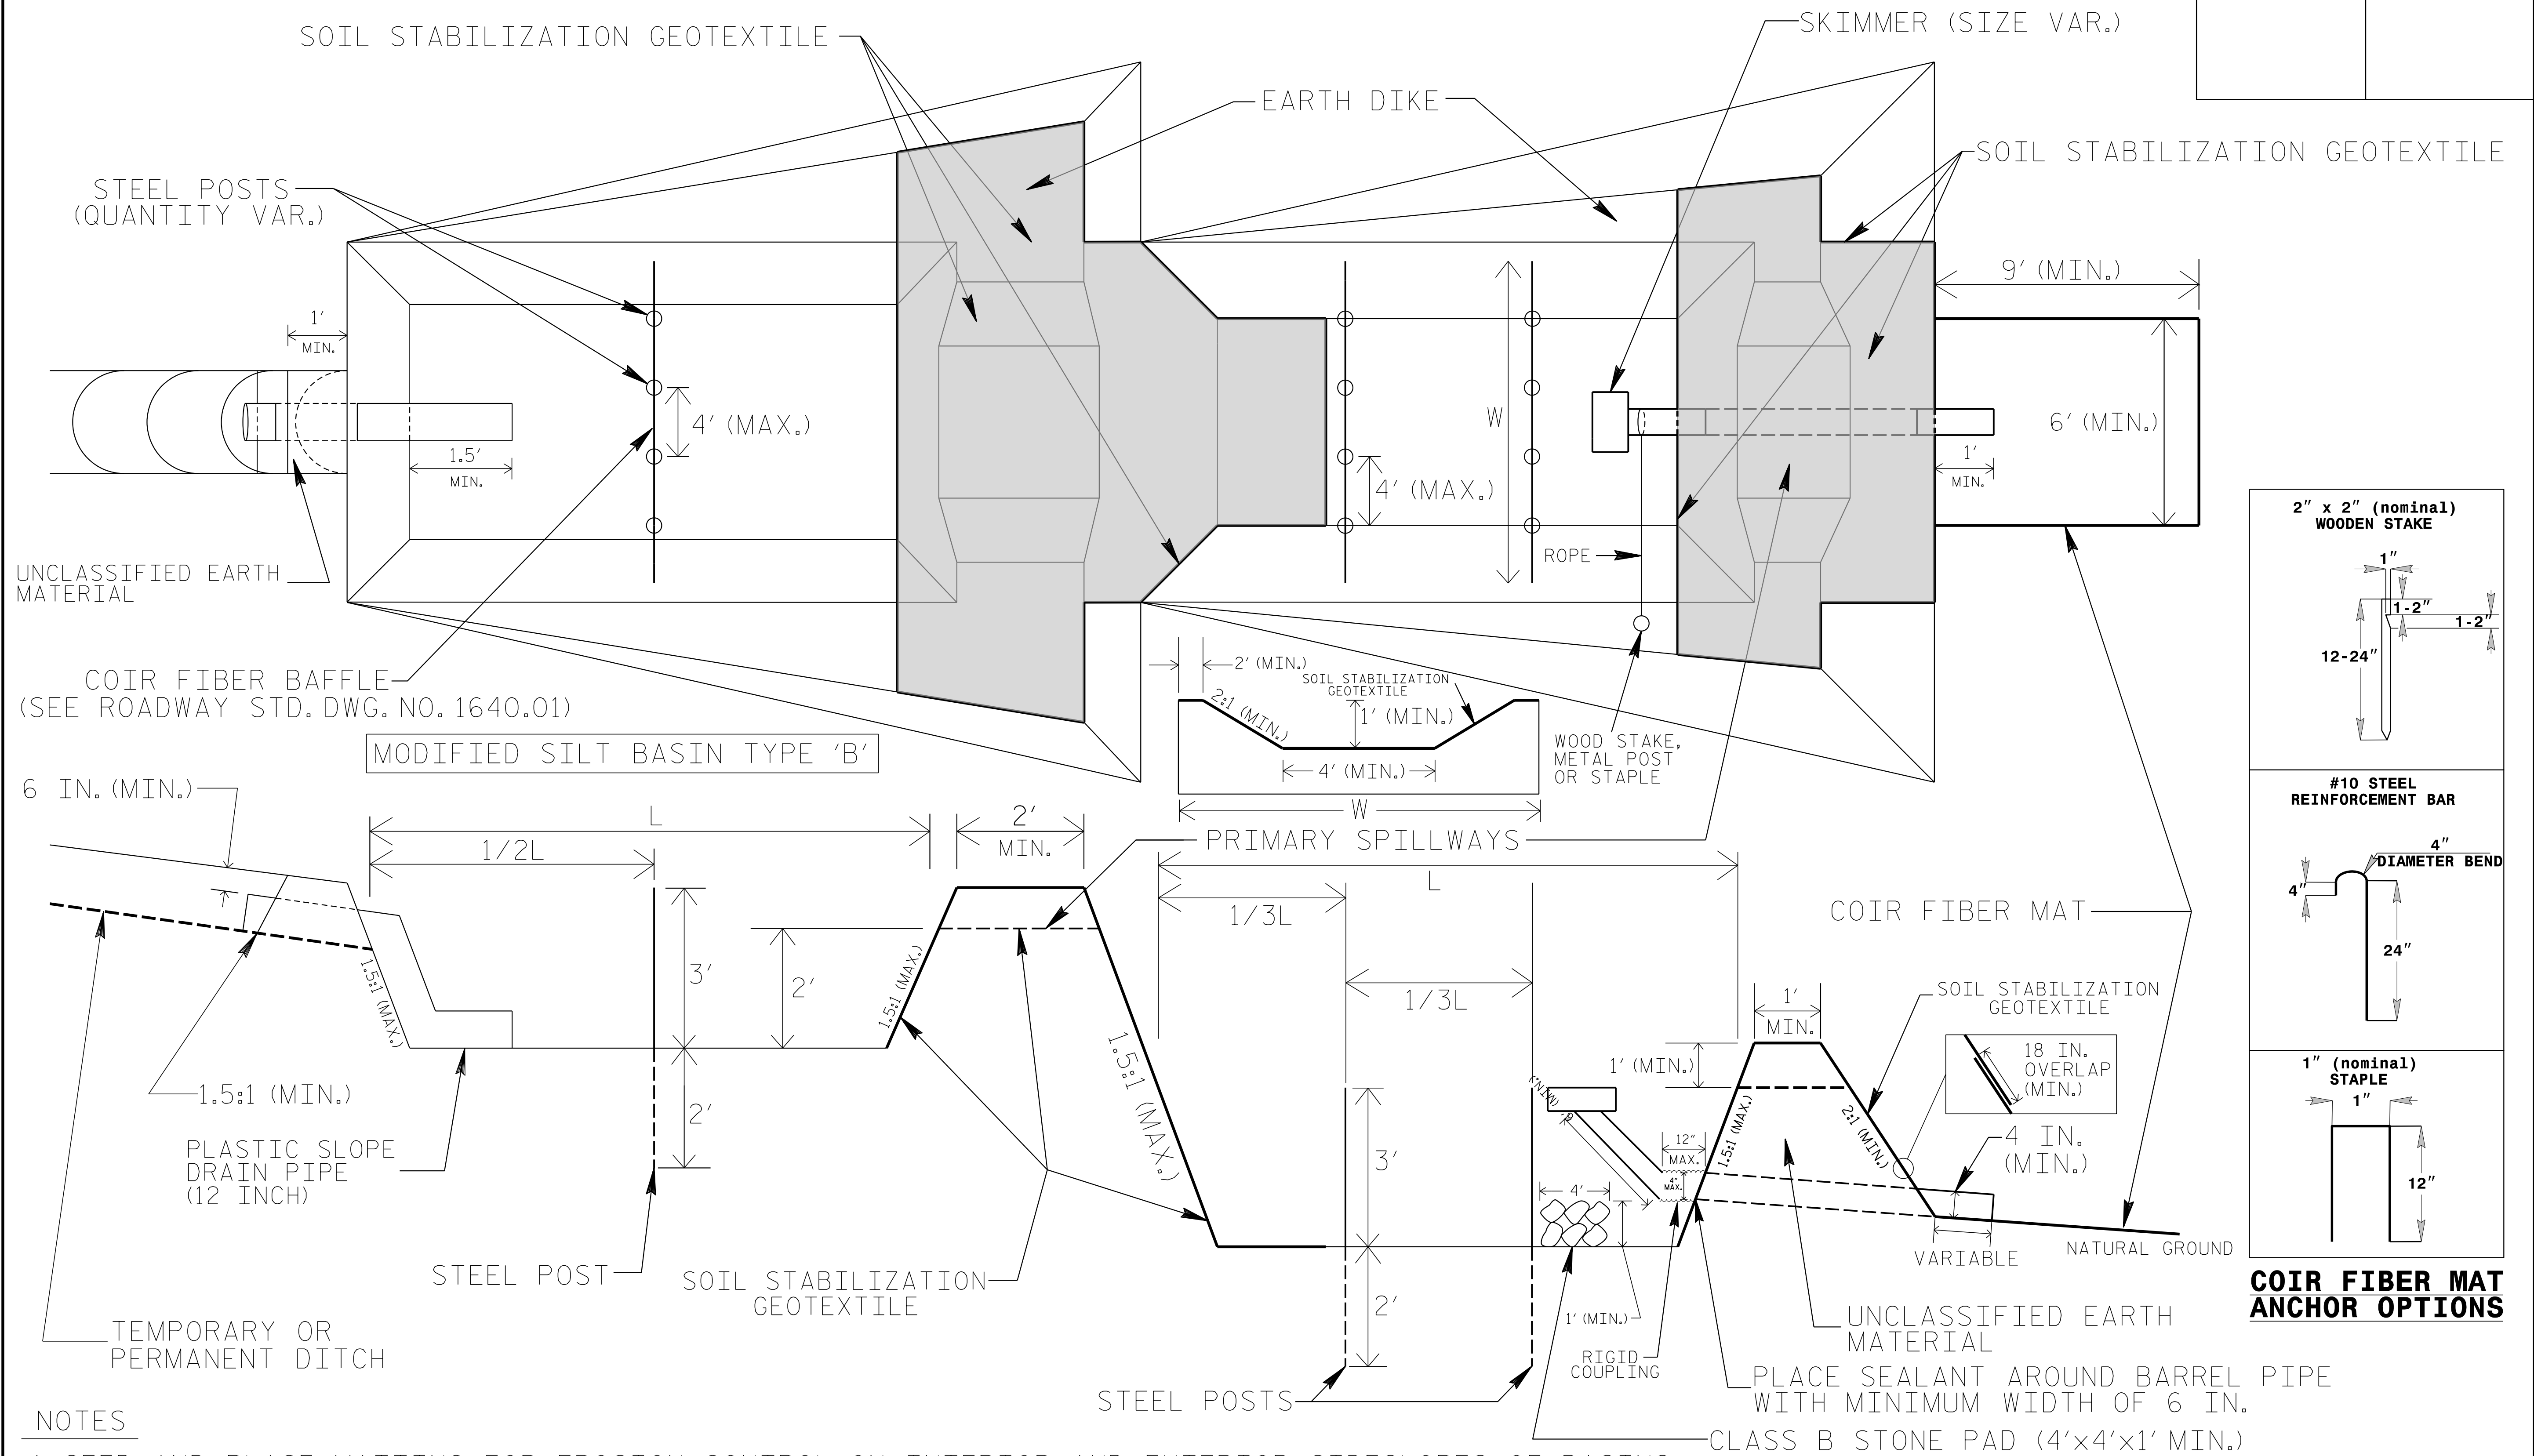 SOIL STABILIZATION GEOTEXTILE
SKIMMER (SIZE VAR.)
EARTH DIKE
SOIL STABILIZATION GEOTEXTILE
STEEL POSTS
(QUANTITY VAR.)
9' (MIN.)
1'
MIN.
4' (MAX.)
W
6' (MIN.)
1.5'
MIN.
1'
MIN.
4' (MAX.)
ROPE
UNCLASSIFIED EARTH
MATERIAL
COIR FIBER BAFFLE
(SEE ROADWAY STD. DWG. NO. 1640.01)
MODIFIED SILT BASIN TYPE 'B'
2' (MIN.)
SOIL STABILIZATION
GEOTEXTILE
2:1 (MIN.)
1' (MIN.)
4' (MIN.)
W
WOOD STAKE,
METAL POST
OR STAPLE
2" x 2" (nominal)
WOODEN STAKE
1"
1-2"
1-2"
12-24"
#10 STEEL
REINFORCEMENT BAR
4"
DIAMETER BEND
4"
24"
1" (nominal)
STAPLE
1"
12"
COIR FIBER MAT
ANCHOR OPTIONS
6 IN. (MIN.)
L
2'
MIN.
1/2L
PRIMARY SPILLWAYS
L
1/3L
COIR FIBER MAT
1.5:1 (MAX.)
3'
2'
1.5:1 (MAX.)
1/3L
1'
MIN.
SOIL STABILIZATION
GEOTEXTILE
1' (MIN.)
18 IN.
OVERLAP
(MIN.)
1.5:1 (MIN.)
2'
1.5:1 (MAX.)
6' (MIN.)
1.5:1 (MAX.)
2:1 (MIN.)
PLASTIC SLOPE
DRAIN PIPE
(12 INCH)
3'
12"
MAX.
4"
MAX.
4 IN.
(MIN.)
4'
VARIABLE
NATURAL GROUND
STEEL POST
SOIL STABILIZATION
GEOTEXTILE
2'
1' (MIN.)
TEMPORARY OR
PERMANENT DITCH
UNCLASSIFIED EARTH
MATERIAL
RIGID
COUPLING
PLACE SEALANT AROUND BARREL PIPE
WITH MINIMUM WIDTH OF 6 IN.
STEEL POSTS
NOTES
CLASS B STONE PAD (4'x4'x1' MIN.)